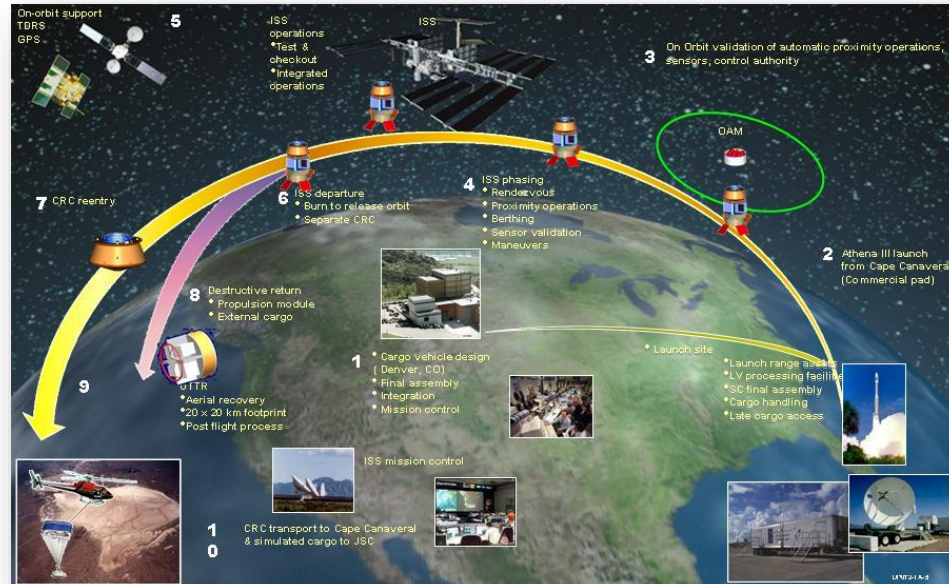 On-orbit support
TDRS
GPS
5
ISS
operations
•Test &
checkout
•Integrated
operations
ISS
3
On Orbit validation of automatic proximity operations,
sensors, control authority
OAM
7
CRC reentry
6
ISS departure
• Burn to release orbit
• Separate CRC
4
ISS phasing
• Rendezvous
• Proximity operations
• Berthing
• Sensor validation
• Maneuvers
2
Athena III launch
from Cape Canavera
(Commercial pad)
8
Destructive return
• Propulsion module
• External cargo
1
• Cargo vehicle design
(Denver, CO)
• Final assembly
• Integration
• Mission control
• Launch site
•Launch range assets
•LV processing facilitie
•SC final assembly
•Cargo handling
•Late cargo access
9
UTTR
•Aerial recovery
•20 x 20 km footprint
•Post flight process
ISS mission control
1
0
CRC transport to Cape Canaveral
& simulated cargo to JSC